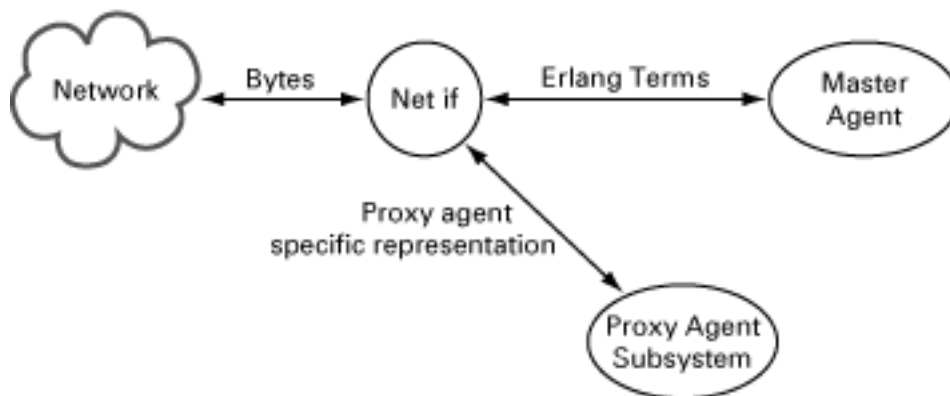 Network
Bytes
Net if
Erlang Terms
Master
Agent
Proxy agent
specific representation
Proxy Agent
Subsystem